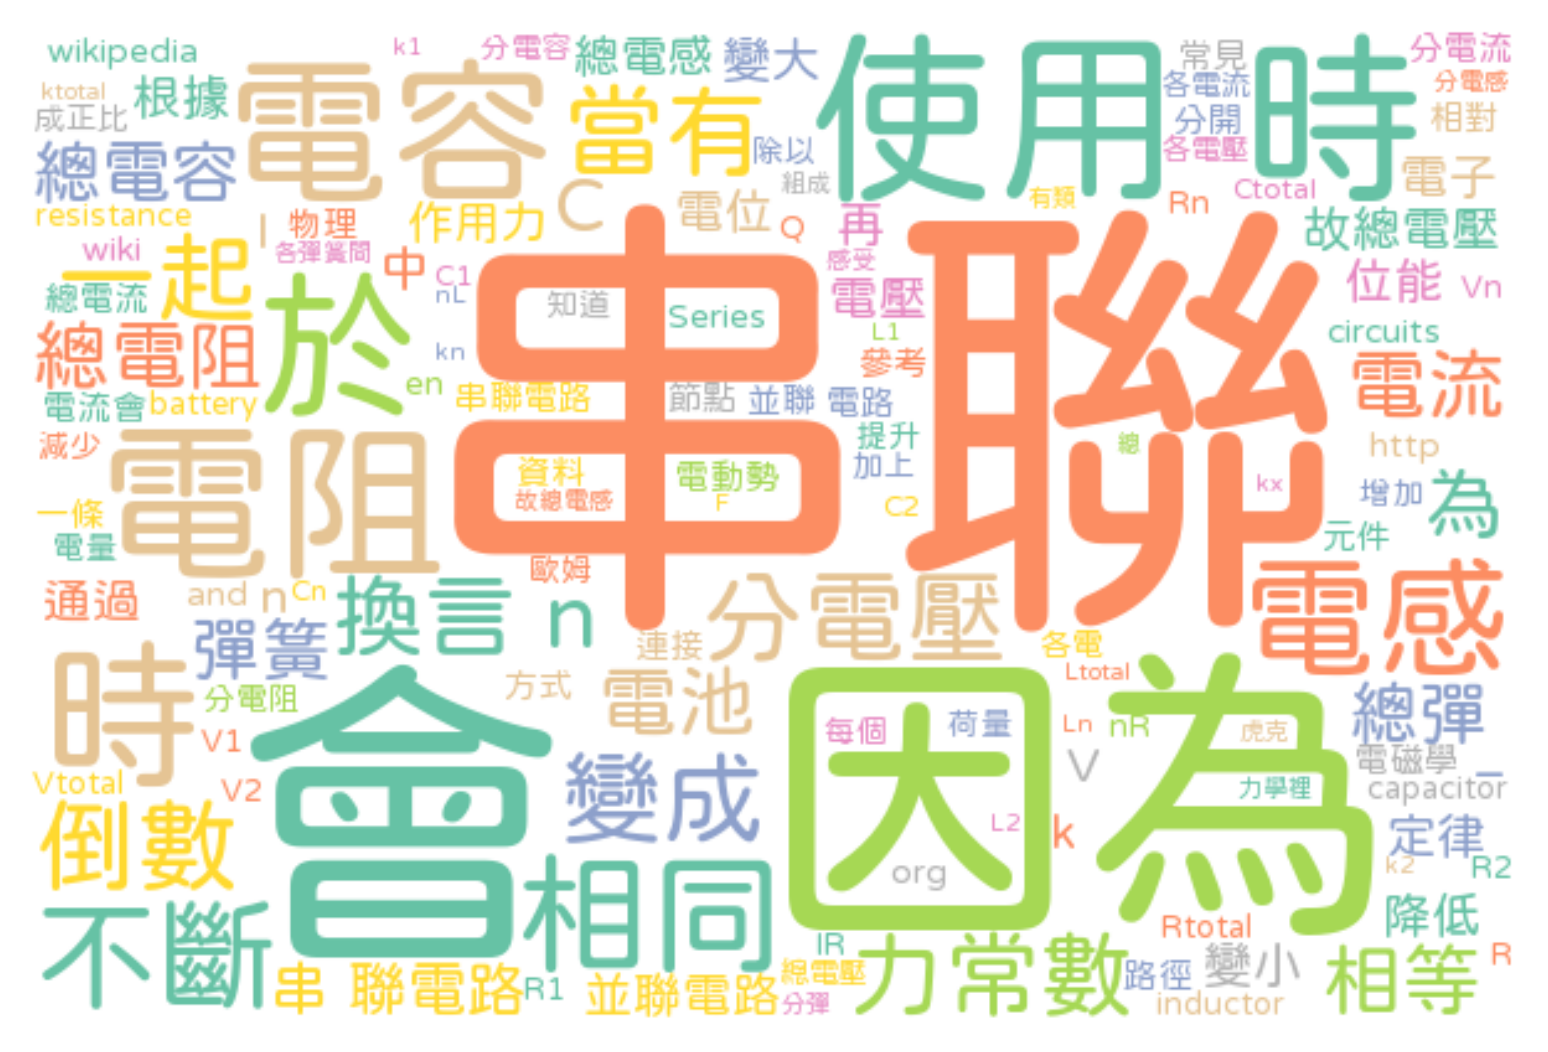 wikipedia
k1
分電容
總電感
變大
使用時
常見
分電流
ktotal
根據
電容
當有
各電流
分電感
成正比
除以
分開
相對
總電容
組成
各電壓
電子
resistance
I
物理
作用力
C
電位
Q
再
有類
Rn
Ctotal
故總電壓
wiki
一起
各彈簧間
中
C1
感受
位能
Vn
總電流
於
nL
知道
Series
電壓
串聯
L1
circuits
總電阻
kn
參考
電流
電流會
battery
en
串聯電路
節點
並聯 電路
減少
電阻
提升
總
http
資料
電動勢
加上
kx
增加
為
一條
故總電感
F
C2
元件
電量
歐姆
通過
and
n
Cn
換言
n
分電壓
電感
彈簧
連接
各電
時
分電阻
會
方式
電池
Ltotal
因為
總彈
V1
每個
荷量
Ln
nR
虎克
Vtotal
V2
變成
V
力學裡
電磁學
_
capacitor
倒數
L2
k
定律
org
k2
R2
不斷
相同
Rtotal
降低
串 聯電路
R1
並聯電路
總電壓
IR
力常數
路徑
變小
相等
R
分彈
inductor